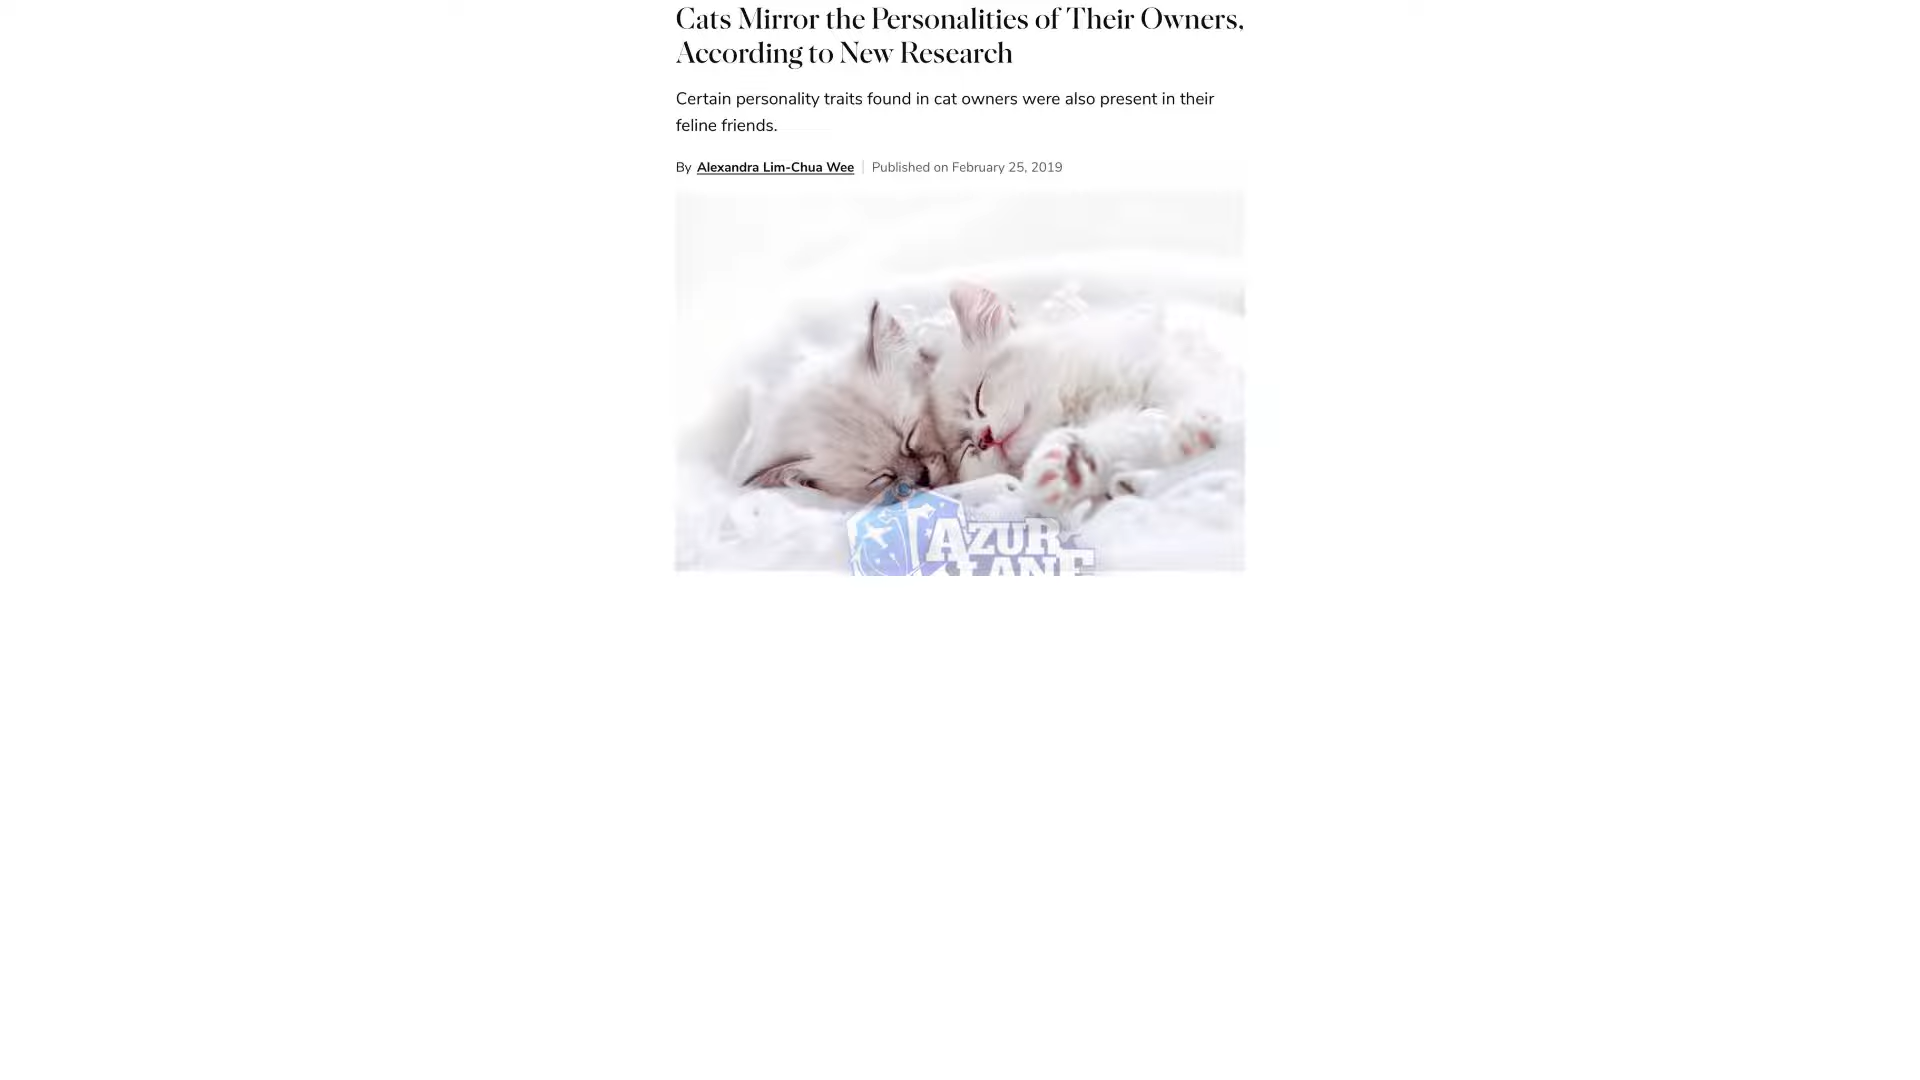 Cats Mirror the Personalities of Their Owners,
According to New Research
Certain personality traits found in cat owners were also present in their
feline friends.
By Alexandra Lim-Chua Wee | Published on February 25, 2019
AZUR
LANE